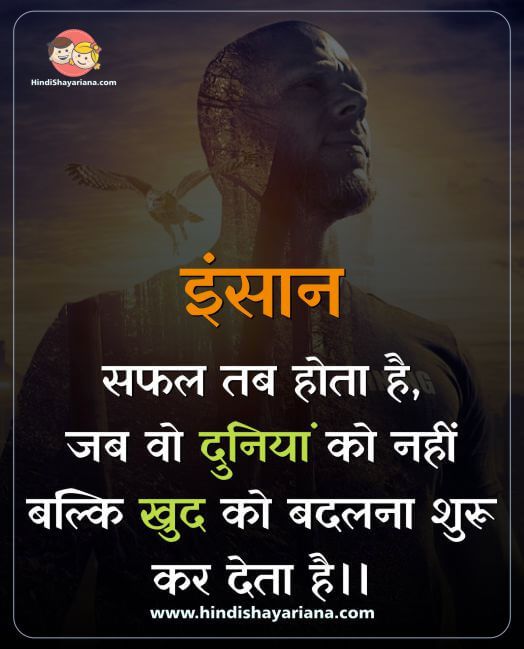 HindiShayariana.com
इंसान
सफल तब होता है,
जब वो दुनियां को नहीं
बल्कि खुद को बदलना शुरू
कर देता है।।
www.hindishayariana.com